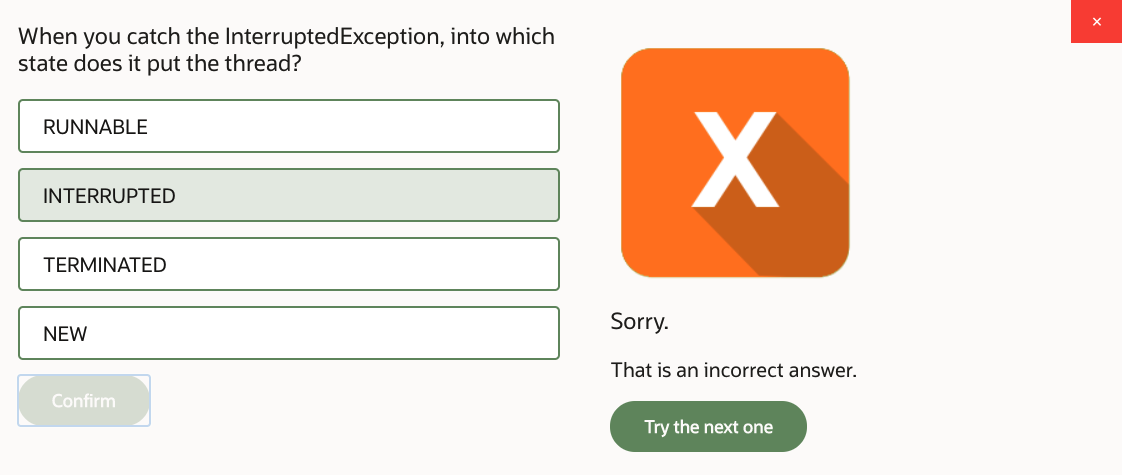 When you catch the InterruptedException, into which
state does it put the thread?
RUNNABLE
INTERRUPTED
TERMINATED
NEW
Confirm
×
X
Sorry.
That is an incorrect answer.
Try the next one